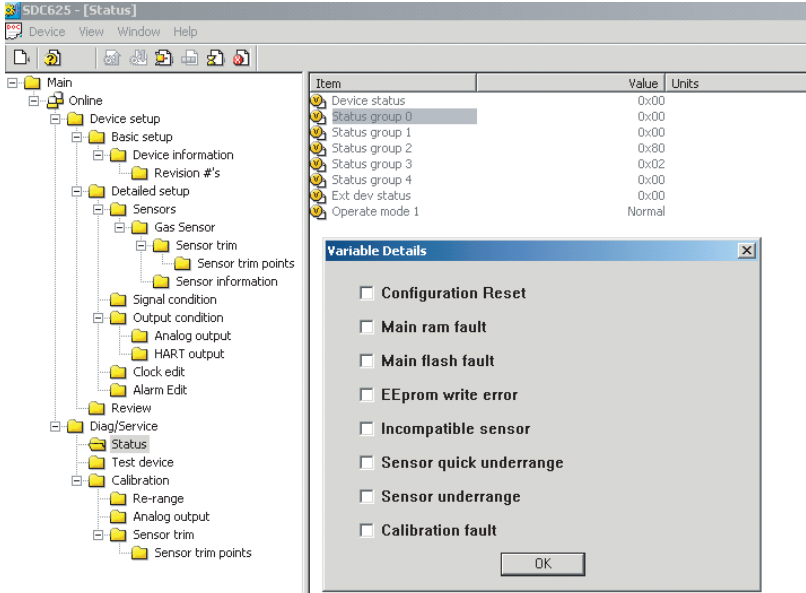 SDC625 - [Status]
Device View Window Help
Main
Online
Device setup
Basic setup
Device information
Revision #'s
Detailed setup
Sensors
Gas Sensor
Sensor trim
Sensor trim points
Sensor information
Signal condition
Output condition
Analog output
HART output
Clock edit
Alarm Edit
Review
Diag/Service
Status
Test device
Calibration
Re-range
Analog output
Sensor trim
Sensor trim points
Item Value Units
Device status 0x00
Status group 0 0x00
Status group 1 0x00
Status group 2 0x80
Status group 3 0x02
Status group 4 0x00
Ext dev status 0x00
Operate mode 1 Normal
Variable Details
Configuration Reset
Main ram fault
Main flash fault
EEprom write error
Incompatible sensor
Sensor quick underrange
Sensor underrange
Calibration fault
OK